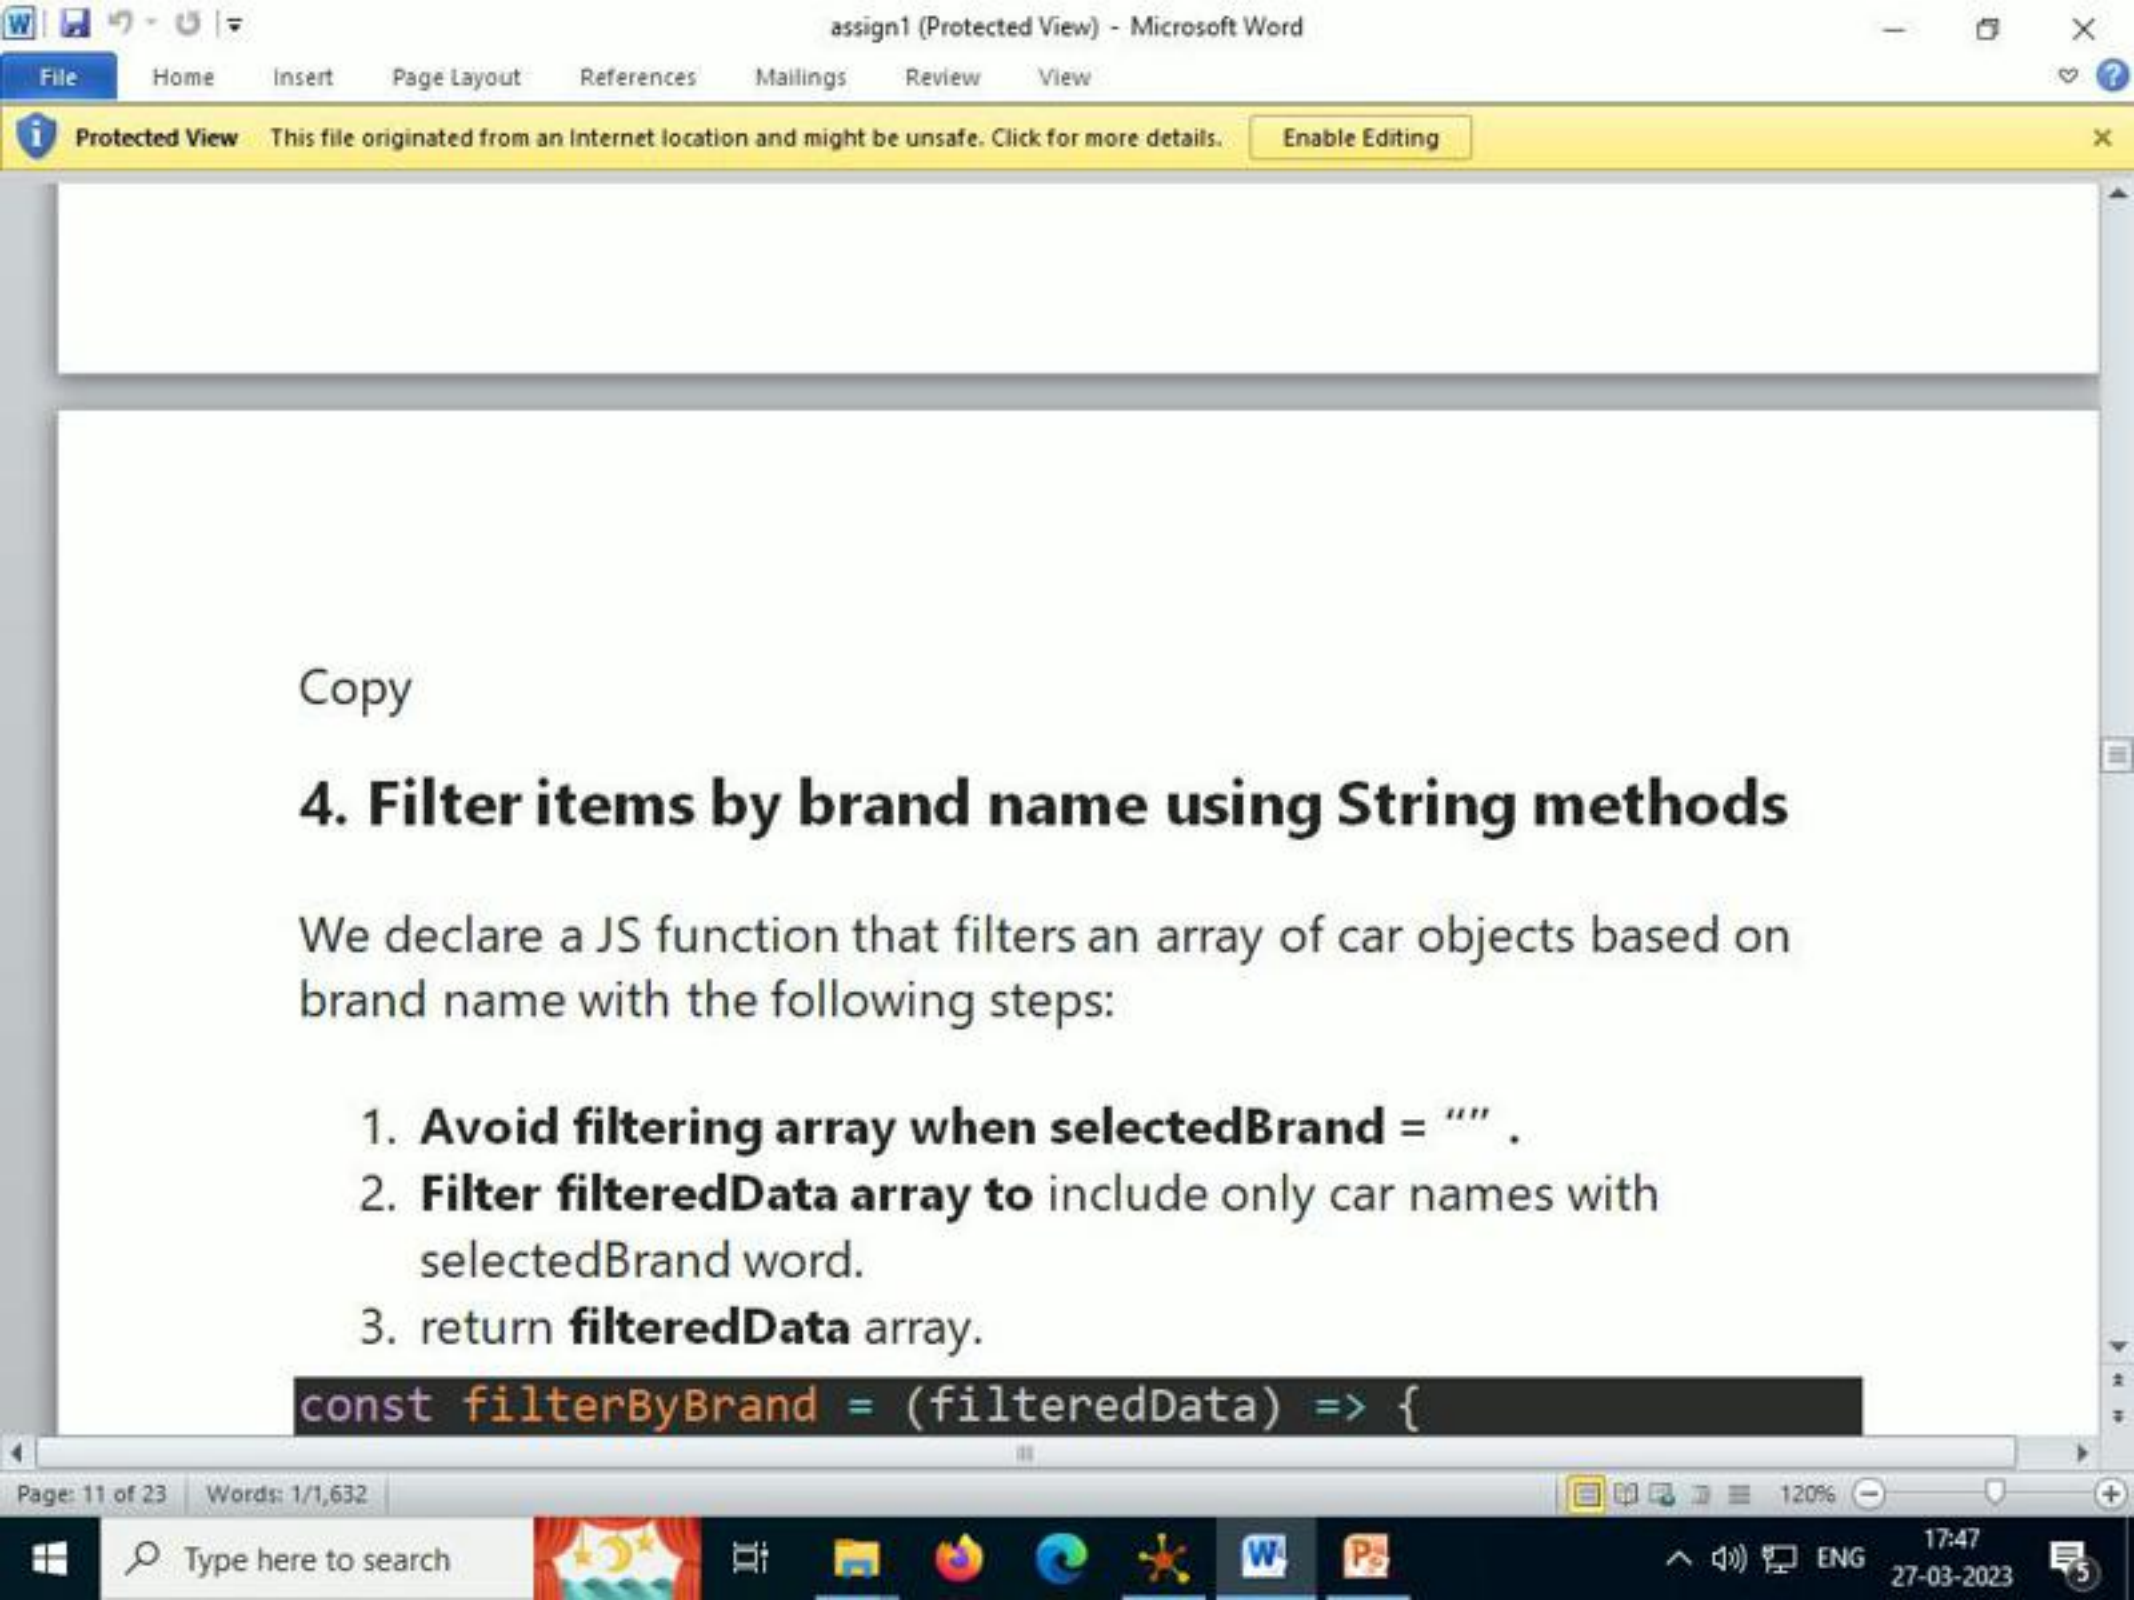 assign1 (Protected View) - Microsoft Word
File Home Insert Page Layout References Mailings Review View
Protected View This file originated from an Internet location and might be unsafe. Click for more details. Enable Editing
Copy
4. Filter items by brand name using String methods
We declare a JS function that filters an array of car objects based on
brand name with the following steps:
1. Avoid filtering array when selectedBrand = “” .
2. Filter filteredData array to include only car names with
selectedBrand word.
3. return filteredData array.
const filterByBrand = (filteredData) => {
Page: 11 of 23 Words: 1/1,632 120%
Type here to search ENG 17:47
27-03-2023 5